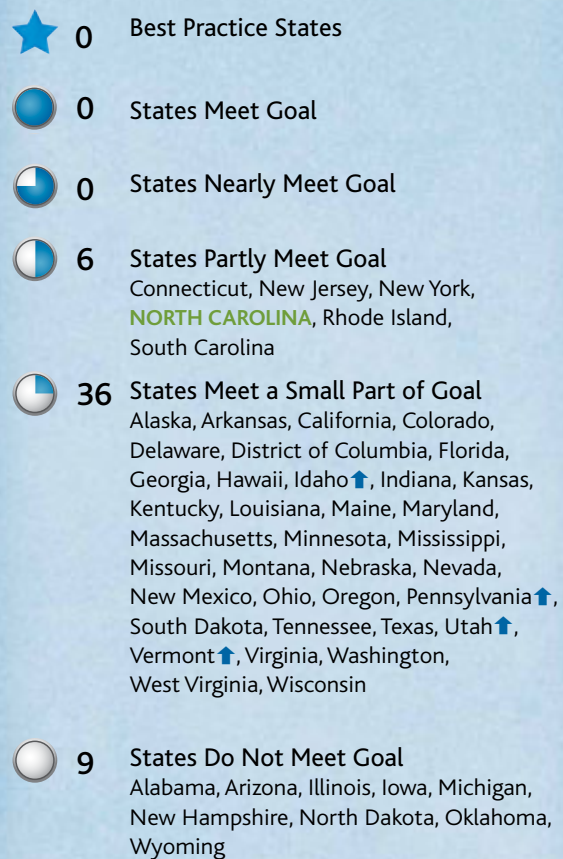 0 Best Practice States
0 States Meet Goal
0 States Nearly Meet Goal
6 States Partly Meet Goal
Connecticut, New Jersey, New York,
NORTH CAROLINA, Rhode Island,
South Carolina
36 States Meet a Small Part of Goal
Alaska, Arkansas, California, Colorado,
Delaware, District of Columbia, Florida,
Georgia, Hawaii, Idaho⬆, Indiana, Kansas,
Kentucky, Louisiana, Maine, Maryland,
Massachusetts, Minnesota, Mississippi,
Missouri, Montana, Nebraska, Nevada,
New Mexico, Ohio, Oregon, Pennsylvania⬆,
South Dakota, Tennessee, Texas, Utah⬆,
Vermont⬆, Virginia, Washington,
West Virginia, Wisconsin
9 States Do Not Meet Goal
Alabama, Arizona, Illinois, Iowa, Michigan,
New Hampshire, North Dakota, Oklahoma,
Wyoming